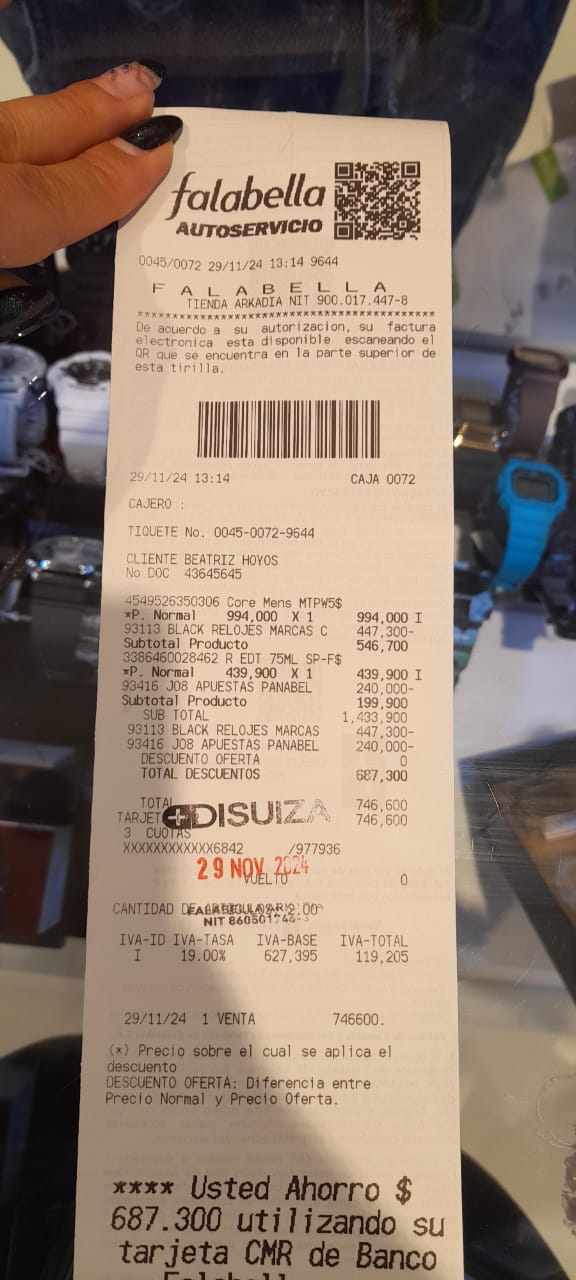 falabella
AUTOSERVICIO
0045/0072 29/11/24 13:14 9644
F A L A B E L L A
TIENDA ARKADIA NIT 900.017.447-8
****************************************
De acuerdo a su autorizacion, su factura
electronica esta disponible escaneando el
QR que se encuentra en la parte superior de
esta tirilla.
29/11/24 13:14 CAJA 0072
CAJERO :
TIQUETE No. 0045-0072-9644
CLIENTE BEATRIZ HOYOS
No DOC 43645645
4549526350306 Core Mens MTPW5$
*P. Normal 994,000 X 1 994,000 I
93113 BLACK RELOJES MARCAS C 447,300-
Subtotal Producto 546,700
3386460028462 R EDT 75ML SP-F$
*P. Normal 439,900 X 1 439,900 I
93416 J08 APUESTAS PANABEL 240,000-
Subtotal Producto 199,900
SUB TOTAL 1,433,900
93113 BLACK RELOJES MARCAS 447,300-
93416 J08 APUESTAS PANABEL 240,000-
DESCUENTO OFERTA 0
TOTAL DESCUENTOS 687,300
TOTAL 746,600
TARJET 746,600
DISUIZA
3 CUOTAS
XXXXXXXXXXXX6842 /977936
29 NOV 2024
VUELTO 0
CANTIDAD
NIT
IVA-ID IVA-TASA IVA-BASE IVA-TOTAL
I 19.00% 627,395 119,205
29/11/24 1 VENTA 746600.
(*) Precio sobre el cual se aplica el
descuento
DESCUENTO OFERTA: Diferencia entre
Precio Normal y Precio Oferta.
**** Usted Ahorro $
687.300 utilizando su
tarjeta CMR de Banco